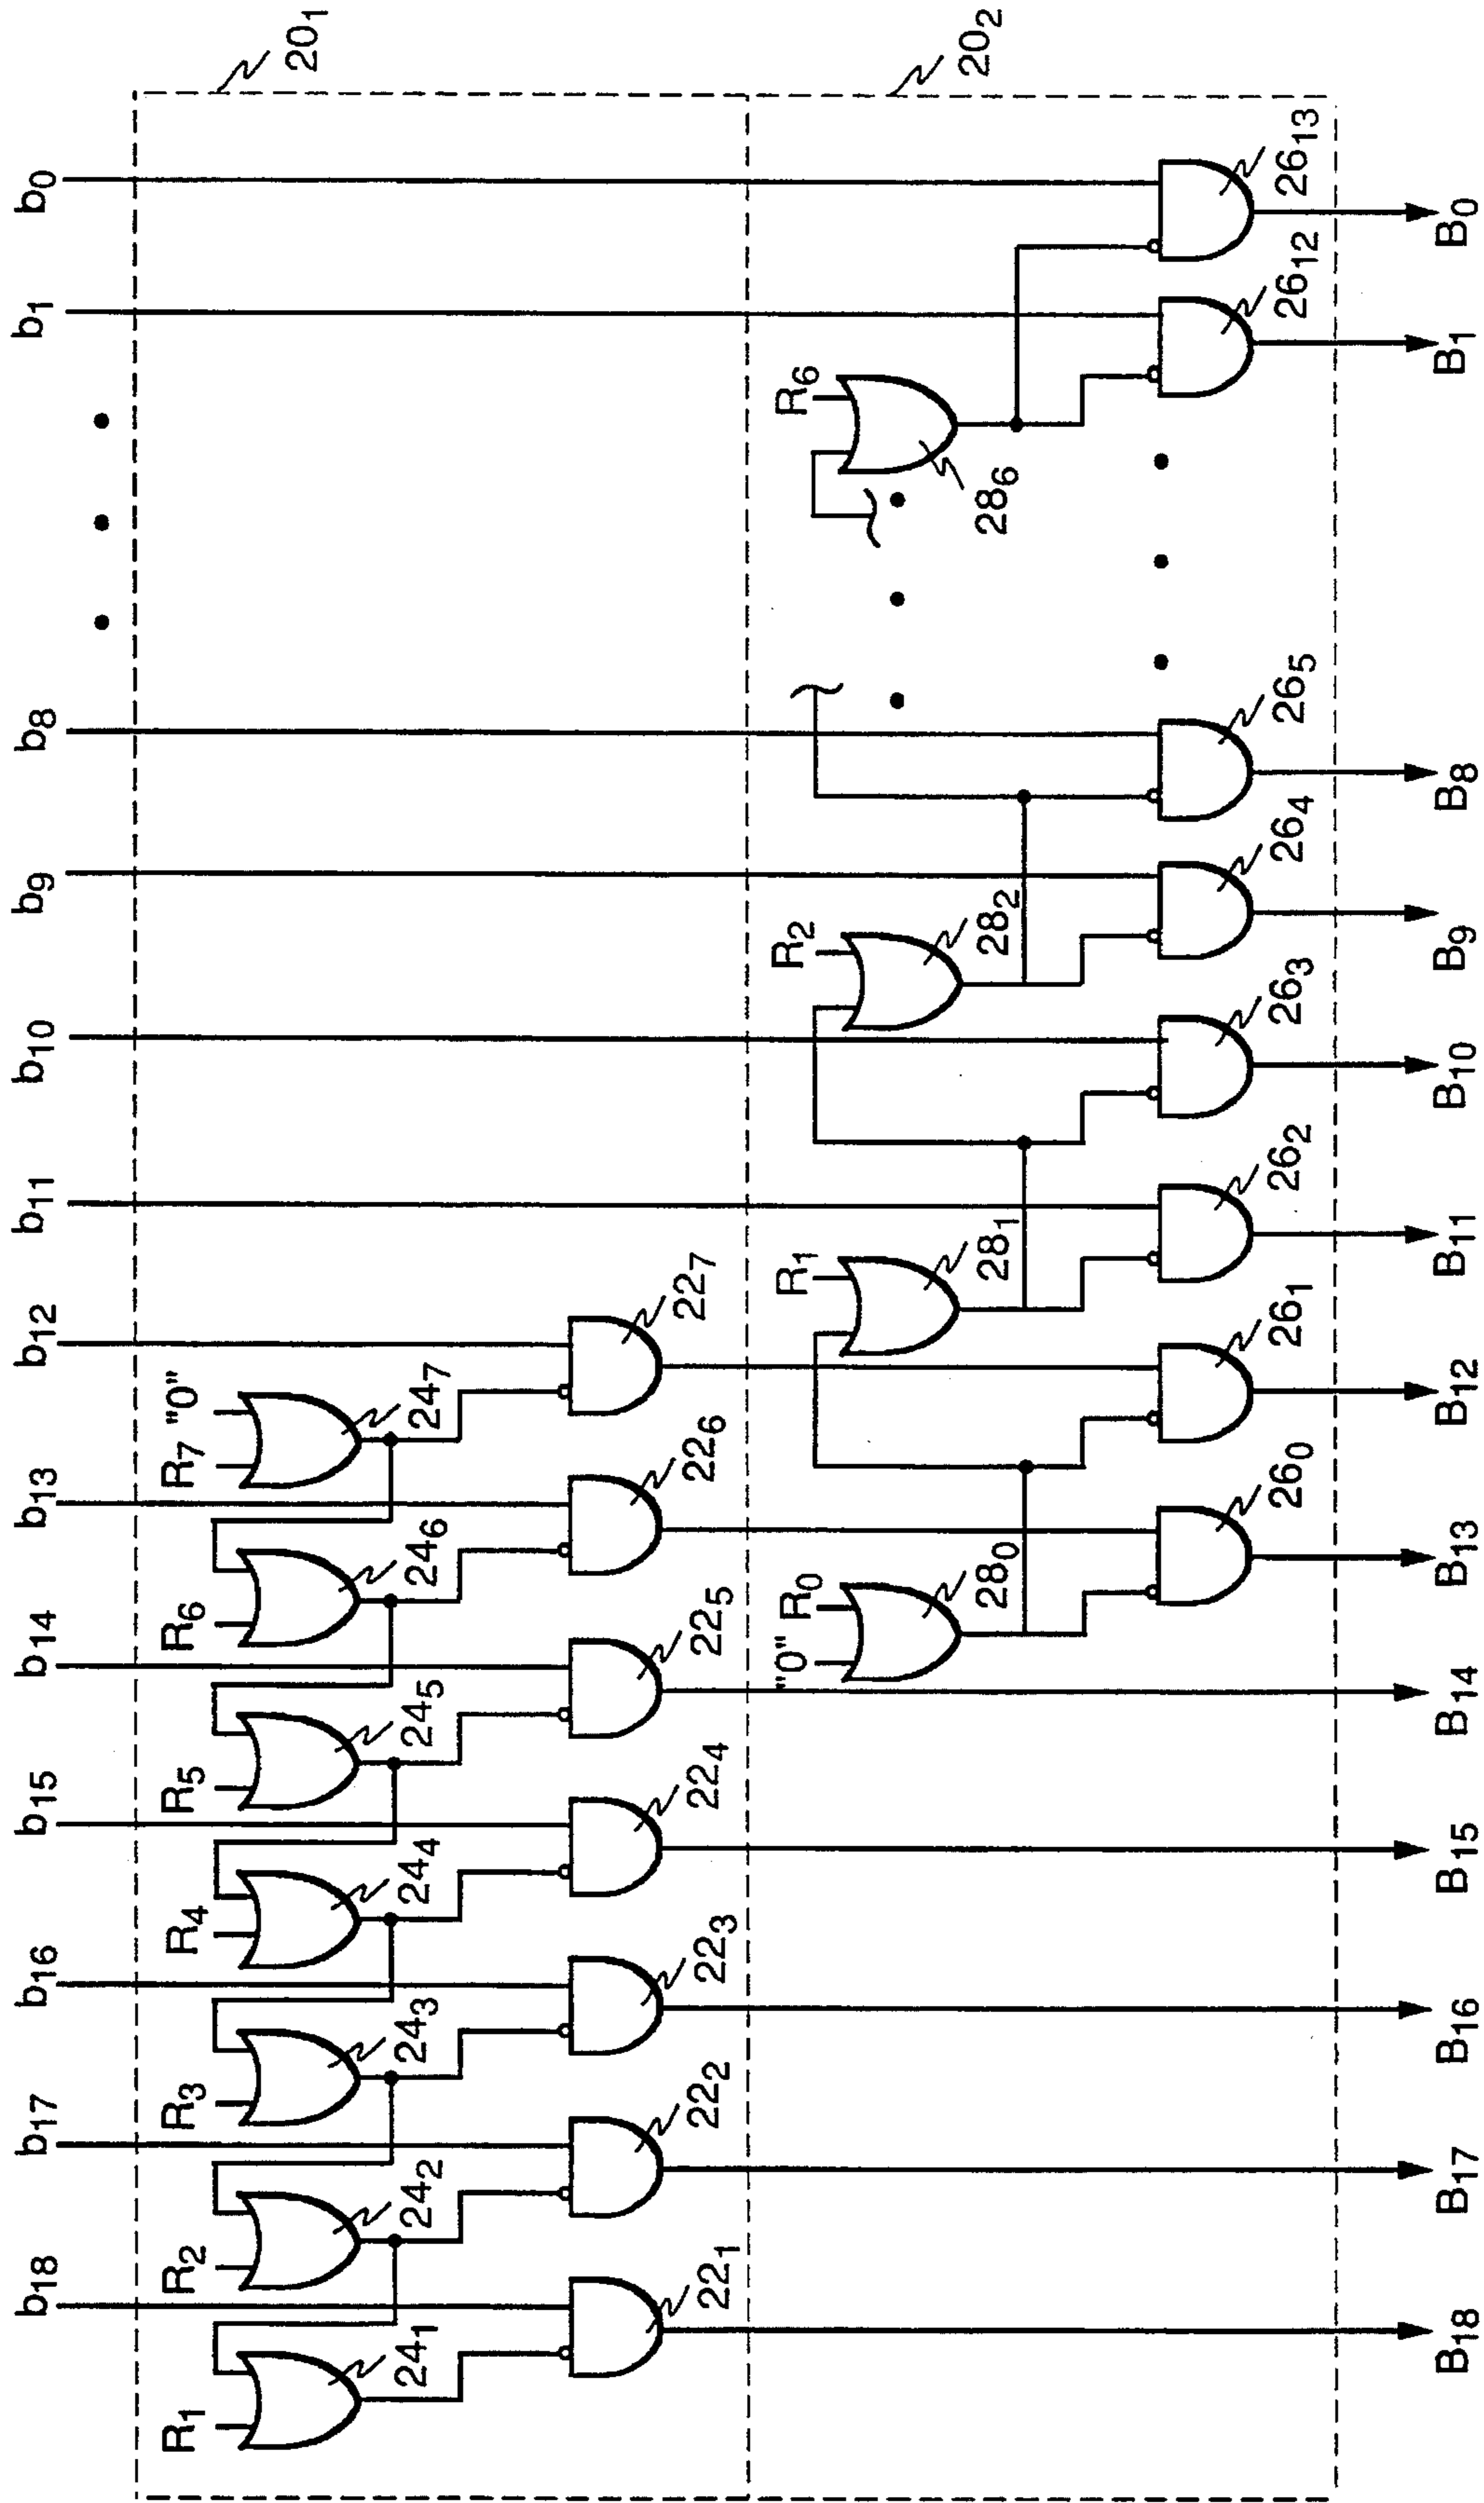 b18 b17 b16 b15 b14 b13 b12 b11 b10 b9 b8 b1 b0
20₁
R1 R2 R3 R4 R5 R6 R7 "0"
24₁ 24₂ 24₃ 24₄ 24₅ 24₆ 24₇
22₁ 22₂ 22₃ 22₄ 22₅ 22₆ 22₇
20₂
"0" R0 R1 R2 R6
28₀ 28₁ 28₂ 28₆
26₀ 26₁ 26₂ 26₃ 26₄ 26₅ 26₁₂ 26₁₃
B18 B17 B16 B15 B14 B13 B12 B11 B10 B9 B8 B1 B0